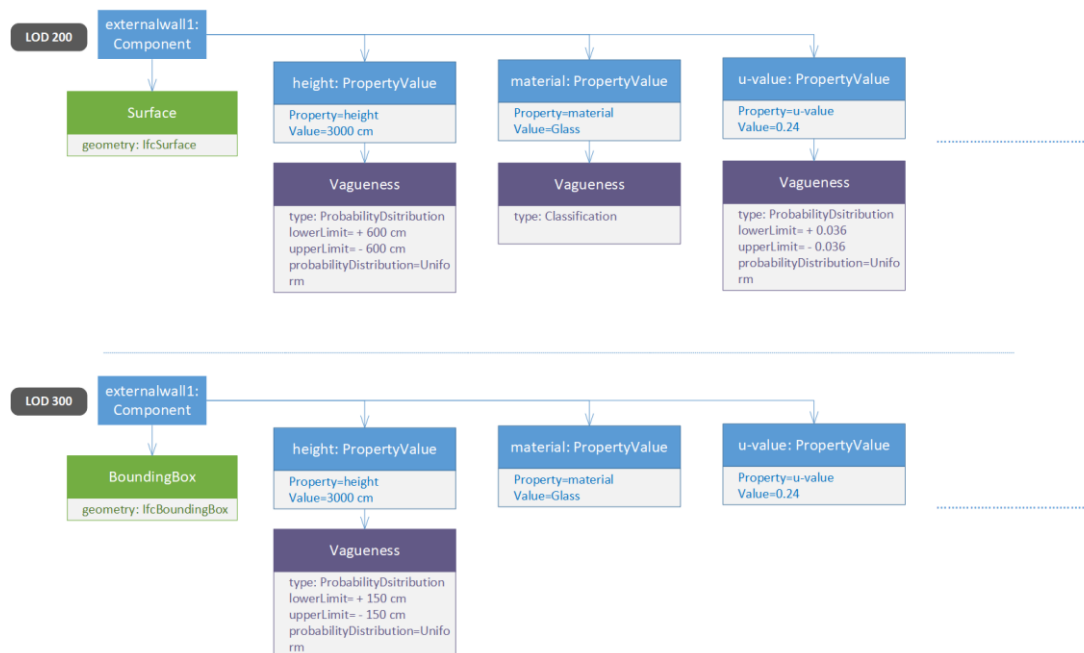 LOD 200
externalwall1:
Component
Surface
geometry: IfcSurface
height: PropertyValue
Property=height
Value=3000 cm
Vagueness
type: ProbabilityDsitribution
lowerLimit= + 600 cm
upperLimit= - 600 cm
probabilityDistribution=Unifo
rm
material: PropertyValue
Property=material
Value=Glass
Vagueness
type: Classification
u-value: PropertyValue
Property=u-value
Value=0.24
Vagueness
type: ProbabilityDsitribution
lowerLimit= + 0.036
upperLimit= - 0.036
probabilityDistribution=Unifo
rm
LOD 300
externalwall1:
Component
BoundingBox
geometry: IfcBoundingBox
height: PropertyValue
Property=height
Value=3000 cm
Vagueness
type: ProbabilityDsitribution
lowerLimit= + 150 cm
upperLimit= - 150 cm
probabilityDistribution=Unifo
rm
material: PropertyValue
Property=material
Value=Glass
u-value: PropertyValue
Property=u-value
Value=0.24